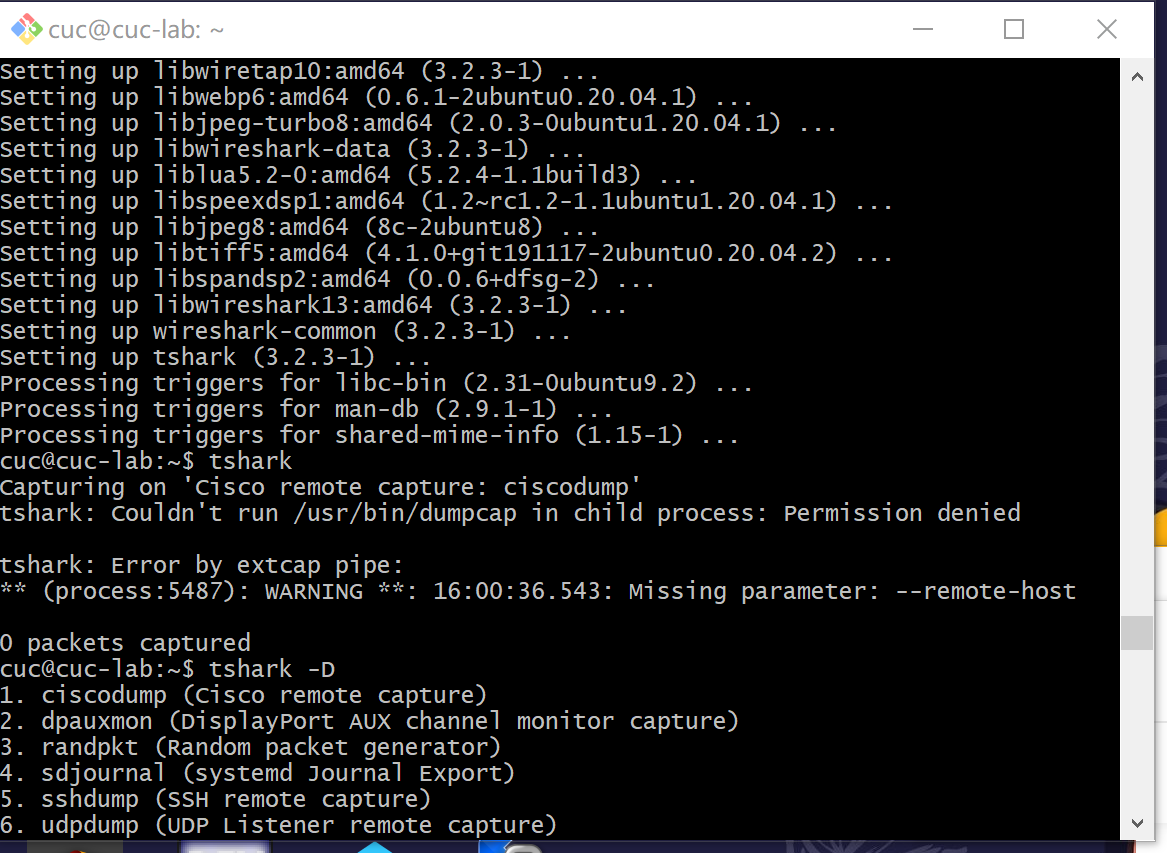 cuc@cuc-lab: ~
Setting up libwiretap10:amd64 (3.2.3-1) ...
Setting up libwebp6:amd64 (0.6.1-2ubuntu0.20.04.1) ...
Setting up libjpeg-turbo8:amd64 (2.0.3-0ubuntu1.20.04.1) ...
Setting up libwireshark-data (3.2.3-1) ...
Setting up liblua5.2-0:amd64 (5.2.4-1.1build3) ...
Setting up libspeexdsp1:amd64 (1.2~rc1.2-1.1ubuntu1.20.04.1) ...
Setting up libjpeg8:amd64 (8c-2ubuntu8) ...
Setting up libtiff5:amd64 (4.1.0+git191117-2ubuntu0.20.04.2) ...
Setting up libspandsp2:amd64 (0.0.6+dfsg-2) ...
Setting up libwireshark13:amd64 (3.2.3-1) ...
Setting up wireshark-common (3.2.3-1) ...
Setting up tshark (3.2.3-1) ...
Processing triggers for libc-bin (2.31-0ubuntu9.2) ...
Processing triggers for man-db (2.9.1-1) ...
Processing triggers for shared-mime-info (1.15-1) ...
cuc@cuc-lab:~$ tshark
Capturing on 'Cisco remote capture: ciscodump'
tshark: Couldn't run /usr/bin/dumpcap in child process: Permission denied
tshark: Error by extcap pipe:
** (process:5487): WARNING **: 16:00:36.543: Missing parameter: --remote-host
0 packets captured
cuc@cuc-lab:~$ tshark -D
1. ciscodump (Cisco remote capture)
2. dpauxmon (DisplayPort AUX channel monitor capture)
3. randpkt (Random packet generator)
4. sdjournal (systemd Journal Export)
5. sshdump (SSH remote capture)
6. udpdump (UDP Listener remote capture)